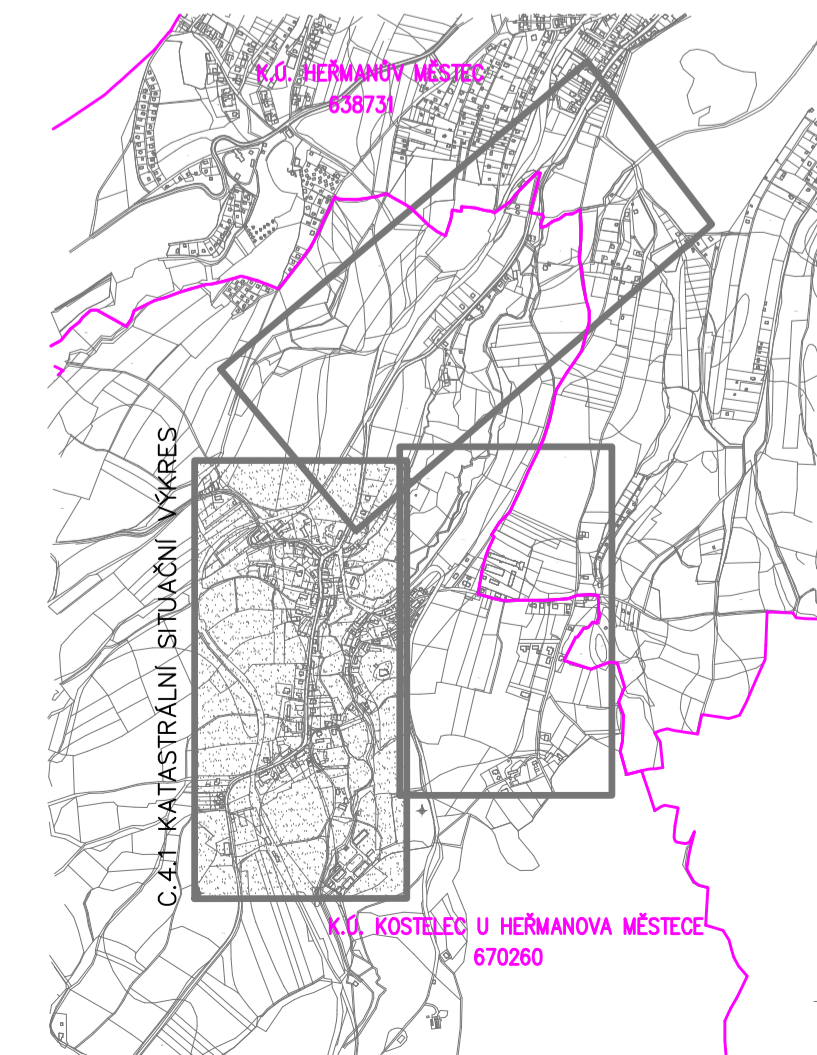 K.Ú. HEŘMANŮV MĚSTEC
638731
C.4.1 KATASTRÁLNÍ SITUAČNÍ VÝKRES
K.Ú. KOSTELEC U HEŘMANOVA MĚSTECE
670260